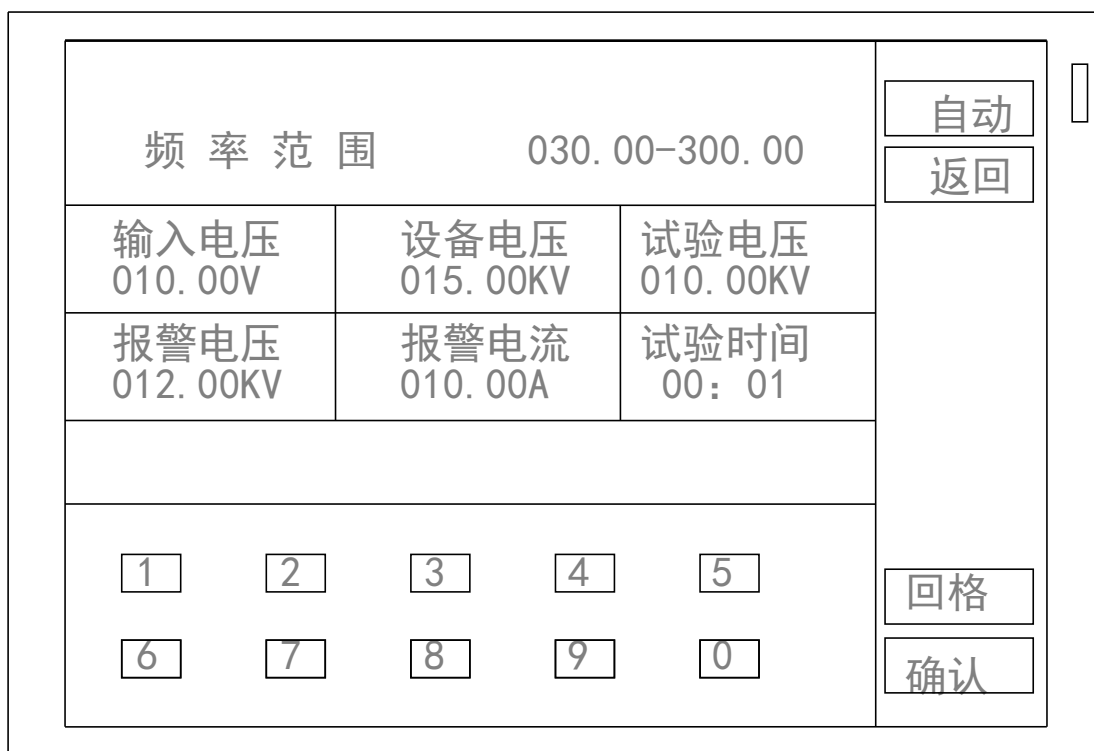 频 率 范 围 030.00-300.00
自动
返回
输入电压 设备电压 试验电压
010.00V 015.00KV 010.00KV
报警电压 报警电流 试验时间
012.00KV 010.00A 00：01
1 2 3 4 5
回格
6 7 8 9 0
确认